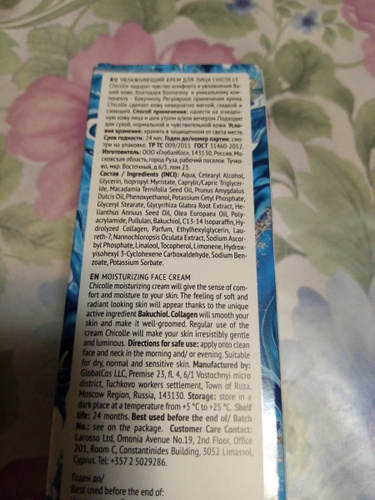 RU УВЛАЖНЯЮЩИЙ КРЕМ ДЛЯ ЛИЦА CHICOLLE
Chicolle подарит чувство комфорта и увлажнения Ва-
шей коже. Благодаря Коллагену и уникальному ком-
поненту - Бакучиолу. Регулярное применение крема
Chicolle сделает кожу невероятно мягкой, гладкой и
сияющей. Способ применения: нанести на очищен-
ную кожу лица и шеи утром и/или вечером. Подходит
для сухой, нормальной и чувствительной кожи. Усло-
вия хранения: хранить в защищенном от света месте.
Срок годности: 24 мес. Годен до/номер партии: смо-
три на упаковке. ТР ТС 009/2011 ГОСТ 31460-2012.
Изготовитель: ООО «ГлобалКос», 143130, Россия, Мо-
сковская область, город Руза, рабочий поселок Тучко-
во, мкр. Восточный, д.6/1, пом.23.
Состав / Ingredients (INCI): Aqua, Cetearyl Alcohol,
Glycerin, Isopropyl Myristate, Caprylic/Capric Triglycer-
ide, Macadamia Ternifolia Seed Oil, Prunus Amygdalus
Dulcis Oil, Phenoxyethanol, Potassium Cetyl Phosphate,
Glyceryl Stearate, Glycyrrhiza Glabra Root Extract, He-
lianthus Annuus Seed Oil, Olea Europaea Oil, Poly-
acrylamide, Pullulan, Bakuchiol, C13-14 Isoparaffin, Hy-
drolyzed Collagen, Parfum, Ethylhexylglycerin, Lau-
reth-7, Nannochloropsis Oculata Extract, Sodium Ascor-
byl Phosphate, Linalool, Tocopherol, Limonene, Hydrox-
yisohexyl 3-Cyclohexene Carboxaldehyde, Sodium Ben-
zoate, Potassium Sorbate.
EN MOISTURIZING FACE CREAM
Chicolle moisturizing cream will give the sense of com-
fort and moisture to your skin. The feeling of soft and
radiant looking skin will appear thanks to the unique
active ingredient Bakuchiol. Collagen will smooth your
skin and make it well-groomed. Regular use of the
cream Chicolle will make your skin irresistibly gentle
and luminous. Directions for safe use: apply onto clean
face and neck in the morning and/ or evening. Suitable
for dry, normal and sensitive skin. Manufactured by:
GlobalCos LLC, Premise 23, fl. 4, 6/1 Vostochnyi micro
district, Tuchkovo workers settlement, Town of Ruza,
Moscow Region, Russia, 143130. Storage: store in a
dark place at a temperature from +5 °C to +25 °C. Shelf
life: 24 months. Best used before the end of/ Batch
No.: see on the package. Customer Care Contact:
Larosso Ltd, Omonia Avenue No.19, 2nd Floor, Office
201, Room C, Constantinides Building, 3052 Limassol,
Cyprus. Tel: +357 2 5029286.
Годен до/
Best used before the end of: